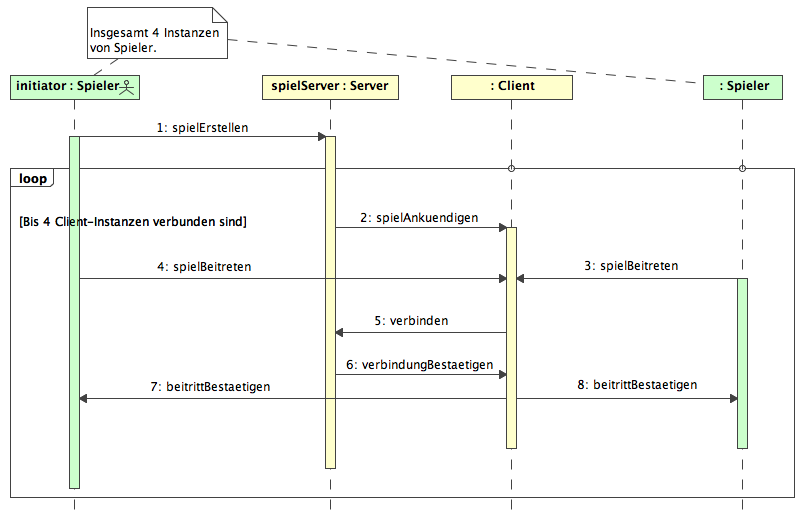 Insgesamt 4 Instanzen
von Spieler.
initiator : Spieler
spielServer : Server
: Client
: Spieler
1: spielErstellen
loop
[Bis 4 Client-Instanzen verbunden sind]
2: spielAnkuendigen
4: spielBeitreten
3: spielBeitreten
5: verbinden
6: verbindungBestaetigen
7: beitrittBestaetigen
8: beitrittBestaetigen